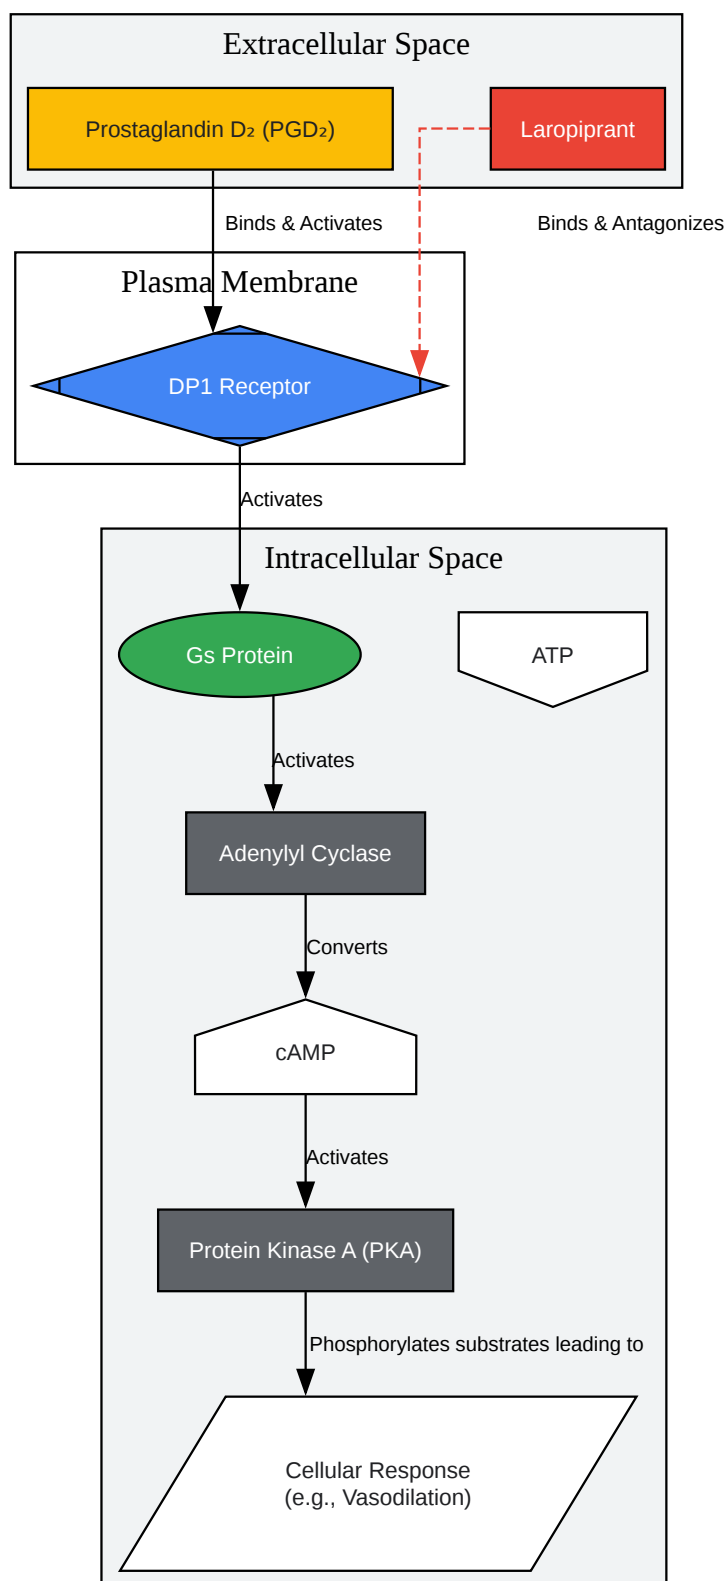 Extracellular Space
Prostaglandin D₂ (PGD₂)
Laropiprant
Binds & Activates
Binds & Antagonizes
Plasma Membrane
DP1 Receptor
Activates
Intracellular Space
Gs Protein
ATP
Activates
Adenylyl Cyclase
Converts
cAMP
Activates
Protein Kinase A (PKA)
Phosphorylates substrates leading to
Cellular Response
(e.g., Vasodilation)